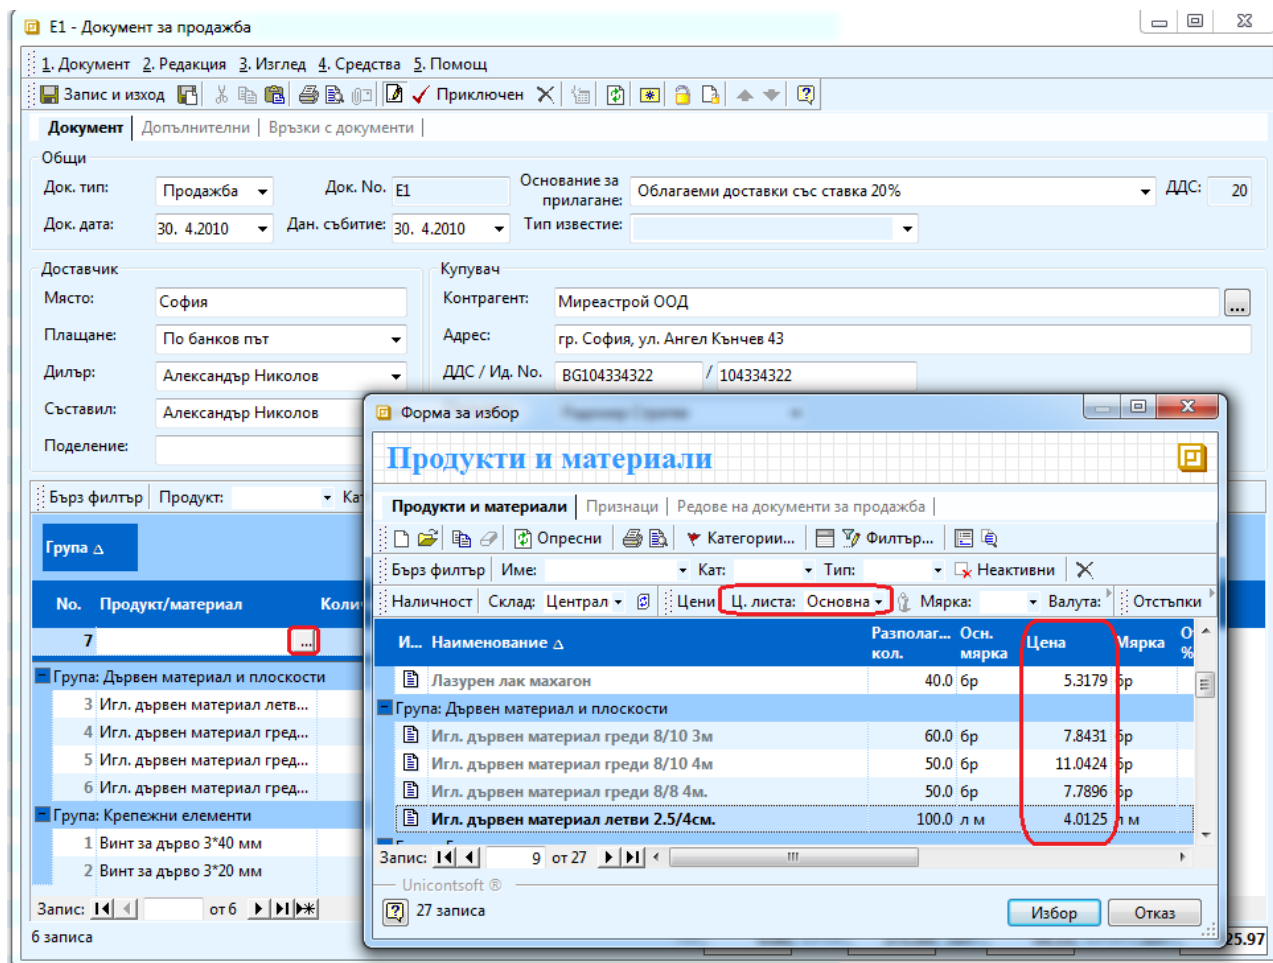 E1 - Документ за продажба
1. Документ 2. Редакция 3. Изглед 4. Средства 5. Помощ
Запис и изход Приключен
Документ Допълнителни Връзки с документи
Общи
Док. тип: Продажба Док. No. E1 Основание за прилагане: Облагаеми доставки със ставка 20% ДДС: 20
Док. дата: 30. 4.2010 Дан. събитие: 30. 4.2010 Тип известие:
Доставчик Купувач
Място: София Контрагент: Миреастрой ООД ...
Плащане: По банков път Адрес: гр. София, ул. Ангел Кънчев 43
Дилър: Александър Николов ДДС / Ид. No. BG104334322 / 104334322
Съставил: Александър Николов
Поделение:
Бърз филтър Продукт:
Група
No. Продукт/материал
7 ...
Група: Дървен материал и плоскости
3 Игл. дървен материал летв...
4 Игл. дървен материал гред...
5 Игл. дървен материал гред...
6 Игл. дървен материал гред...
Група: Крепежни елементи
1 Винт за дърво 3*40 мм
2 Винт за дърво 3*20 мм
Запис: от 6
6 записа
25.97
Форма за избор
Продукти и материали
Продукти и материали Признаци Редове на документи за продажба
Опресни Категории... Филтър...
Бърз филтър Име: Кат: Тип: Неактивни
Наличност Склад: Централ Цени Ц. листа: Основна Мярка: Валута: Отстъпки
И... Наименование Разполаг... кол. Осн. мярка Цена Мярка %
Лазурен лак махагон 40.0 бр 5.3179 бр
Група: Дървен материал и плоскости
Игл. дървен материал греди 8/10 3м 60.0 бр 7.8431 бр
Игл. дървен материал греди 8/10 4м 50.0 бр 11.0424 бр
Игл. дървен материал греди 8/8 4м. 50.0 бр 7.7896 бр
Игл. дървен материал летви 2.5/4см. 100.0 л м 4.0125 л м
Запис: 9 от 27
Unicontsoft ®
27 записа
Избор Отказ